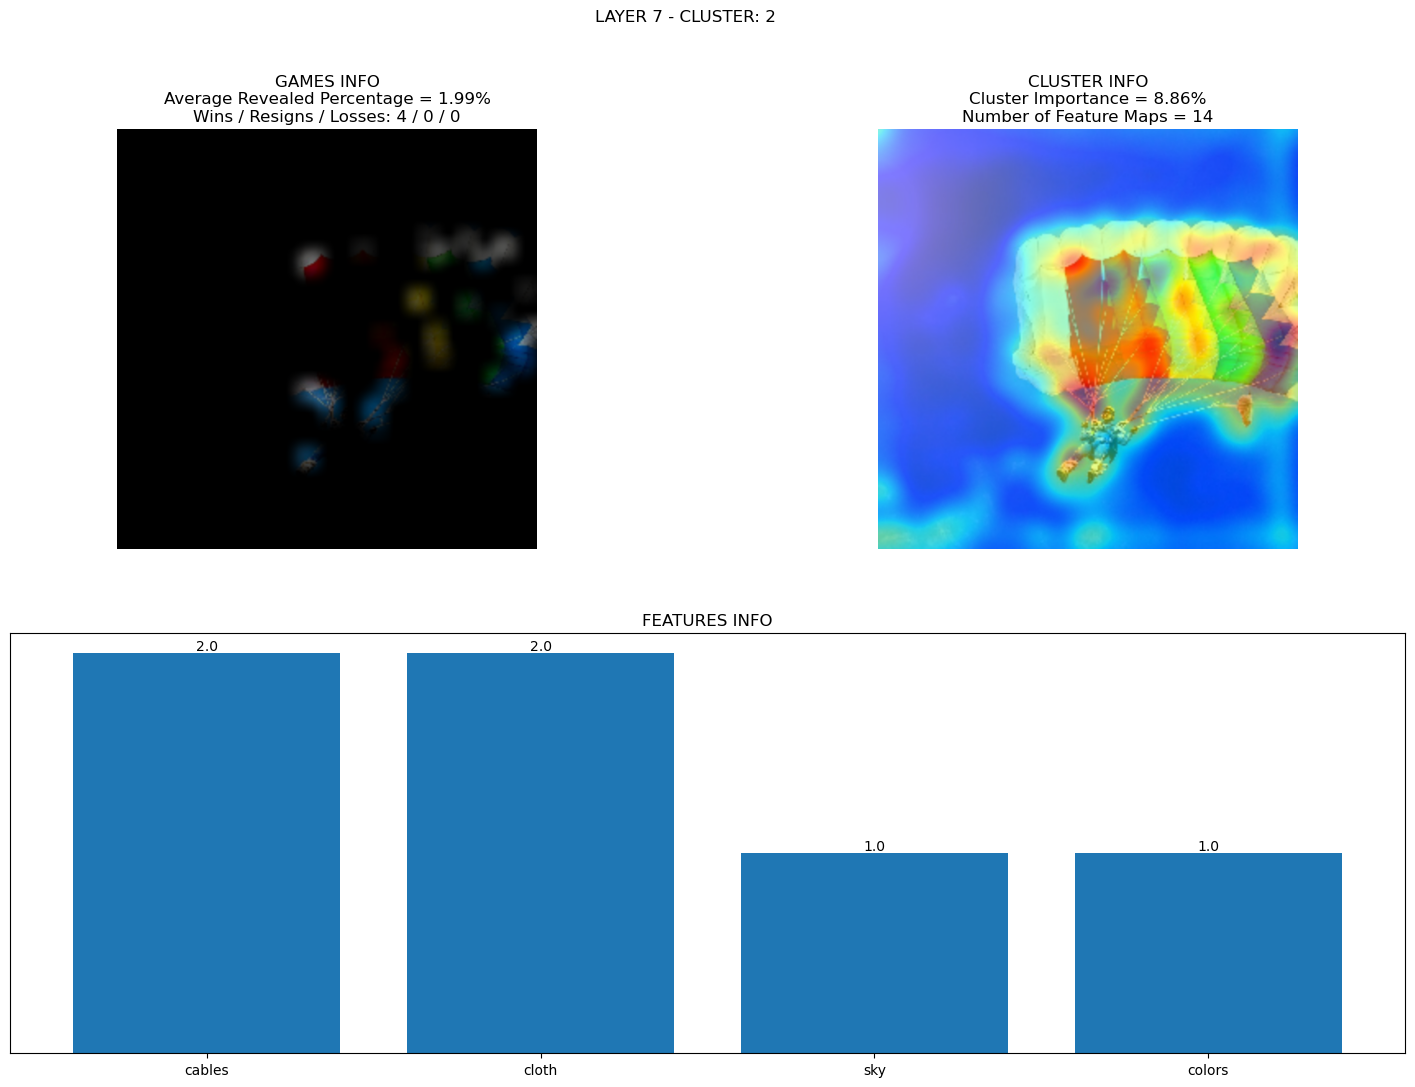 LAYER 7 - CLUSTER: 2
GAMES INFO
Average Revealed Percentage = 1.99%
Wins / Resigns / Losses: 4 / 0 / 0
CLUSTER INFO
Cluster Importance = 8.86%
Number of Feature Maps = 14
FEATURES INFO
2.0
2.0
1.0
1.0
cables
cloth
sky
colors